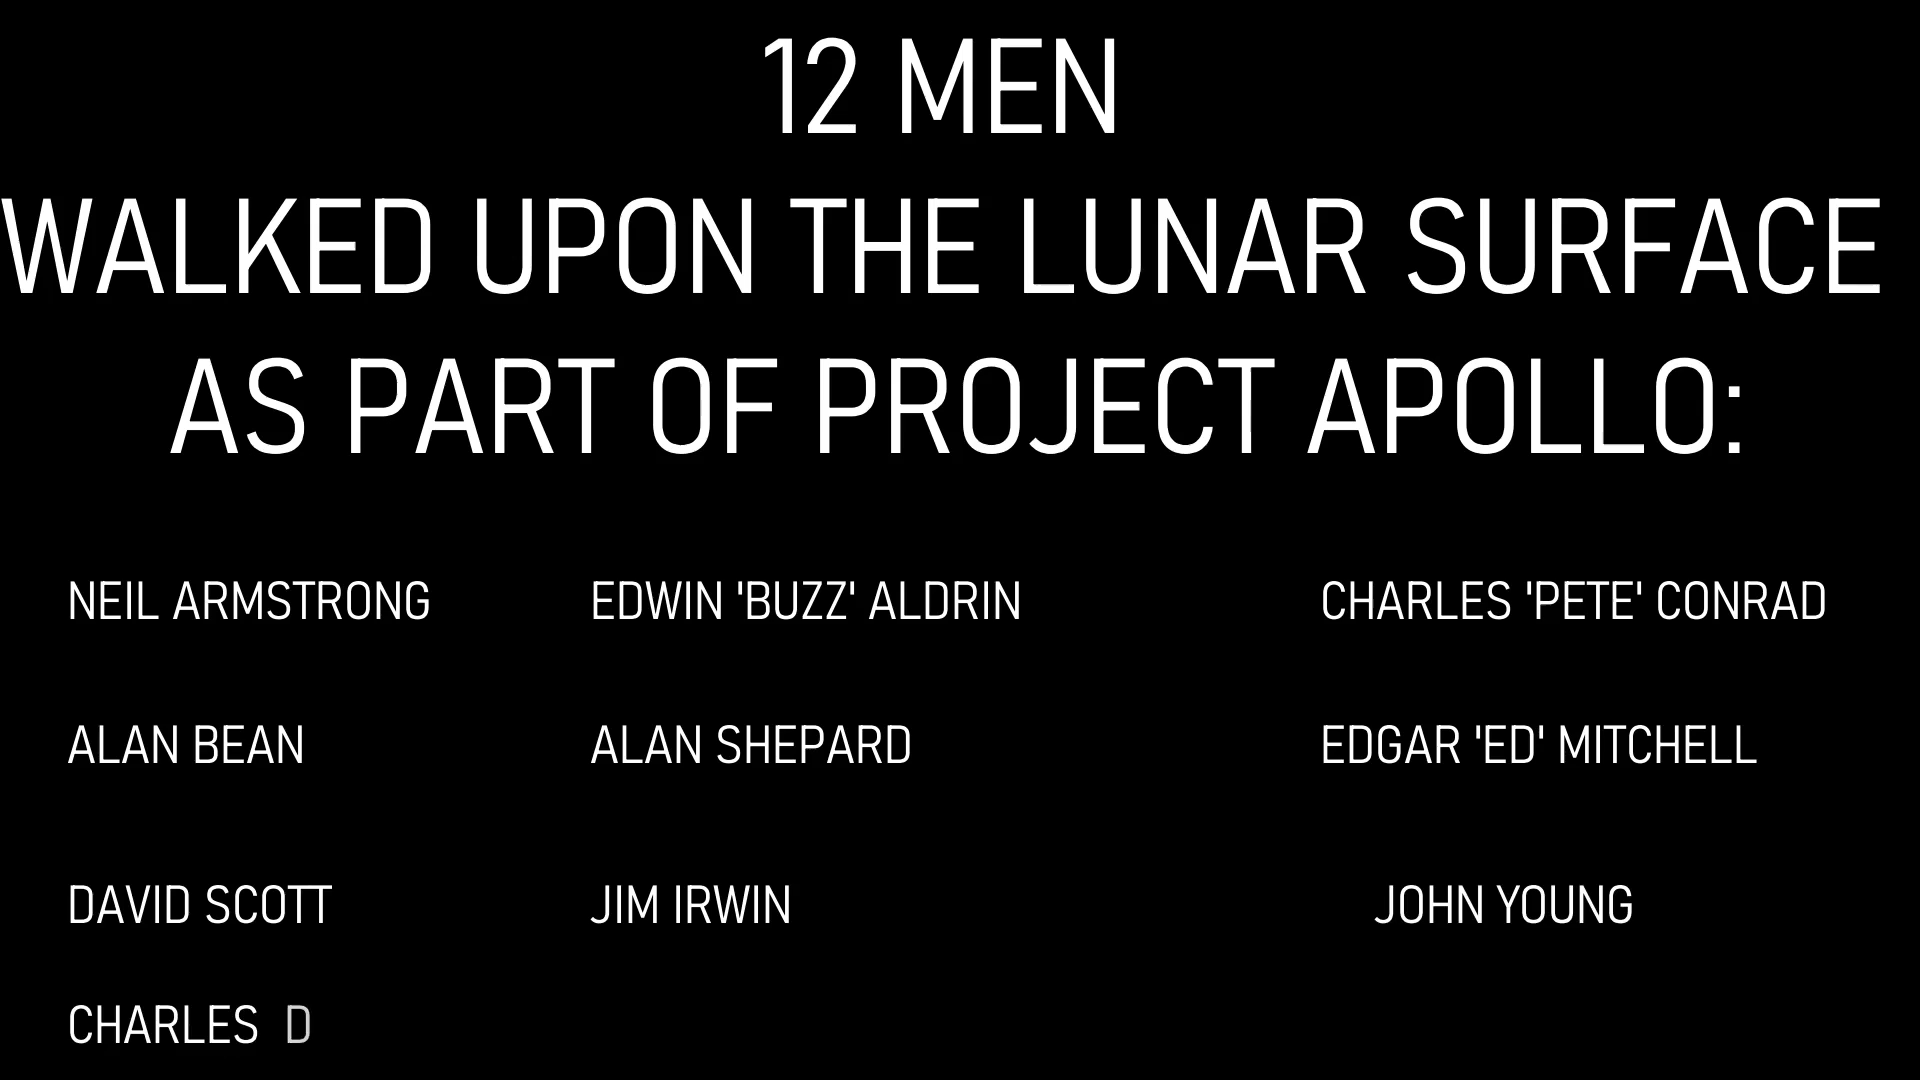 12 MEN
WALKED UPON THE LUNAR SURFACE
AS PART OF PROJECT APOLLO:
NEIL ARMSTRONG EDWIN 'BUZZ' ALDRIN CHARLES 'PETE' CONRAD
ALAN BEAN ALAN SHEPARD EDGAR 'ED' MITCHELL
DAVID SCOTT JIM IRWIN JOHN YOUNG
CHARLES D